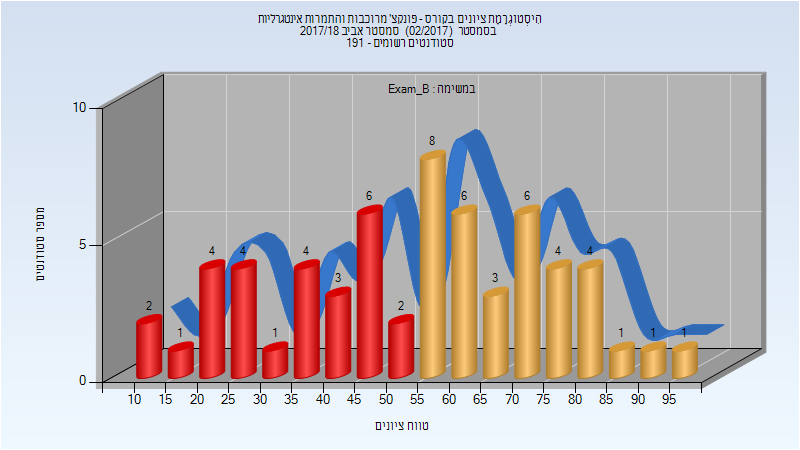 היסטוגרמת ציונים בקורס - פונקצ' מרוכבות והתמרות אינטגרליות
בסמסטר (02/2017) סמסטר אביב 2017/18
סטודנטים רשומים - 191
במשימה : Exam_B
מספר סטודנטים
10
5
0
2 1 4 4 1 4 3 6 2 8 6 3 6 4 4 1 1 1
10 15 20 25 30 35 40 45 50 55 60 65 70 75 80 85 90 95
טווח ציונים